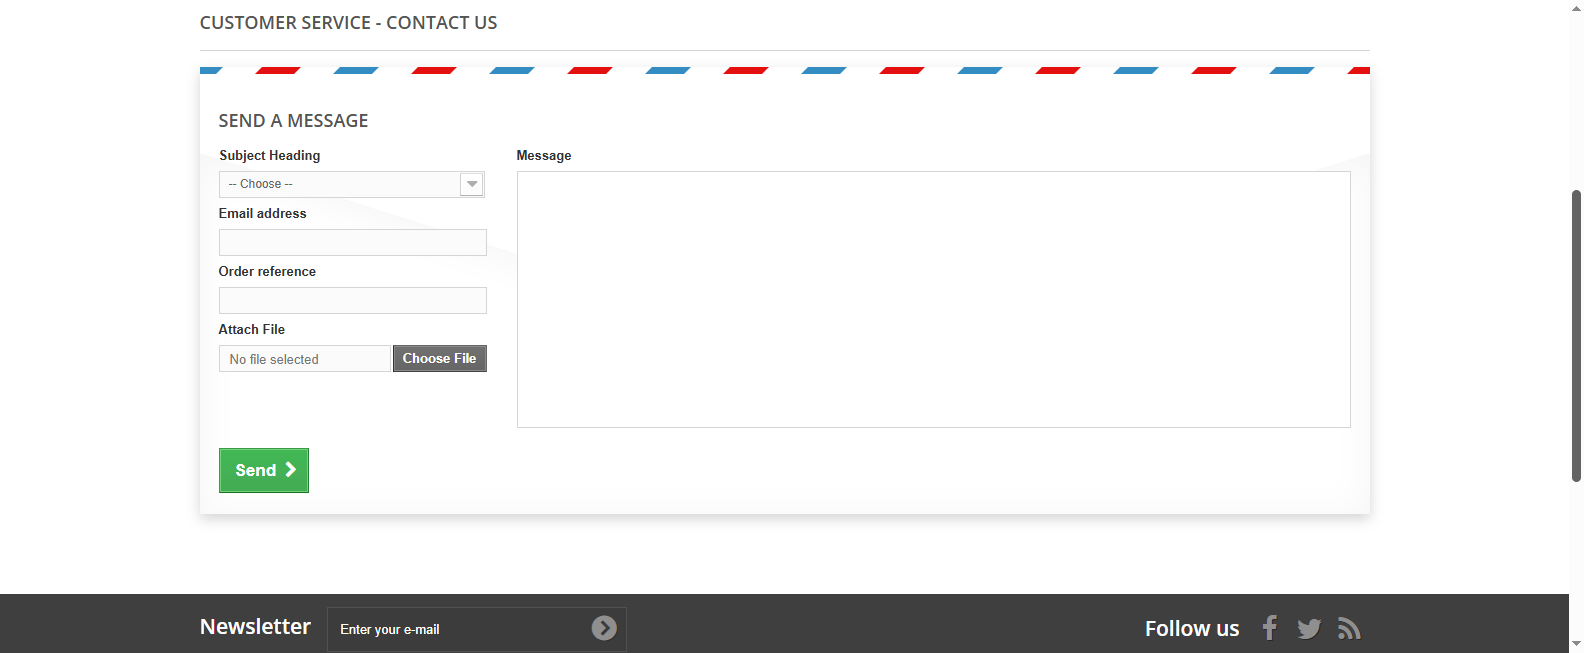 CUSTOMER SERVICE - CONTACT US
SEND A MESSAGE
Subject Heading
-- Choose --
Email address
Order reference
Attach File
No file selected
Choose File
Message
Send
Newsletter
Enter your e-mail
Follow us